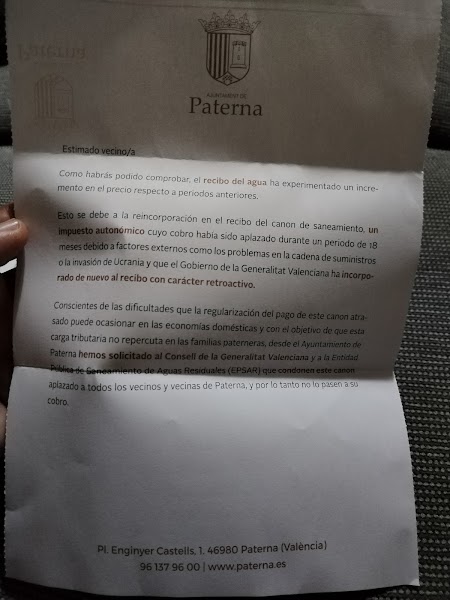 AJUNTAMENT DE
Paterna
Estimado vecino/a
Como habrás podido comprobar, el recibo del agua ha experimentado un incre-
mento en el precio respecto a periodos anteriores.
Esto se debe a la reincorporación en el recibo del canon de saneamiento, un
impuesto autonómico cuyo cobro había sido aplazado durante un periodo de 18
meses debido a factores externos como los problemas en la cadena de suministros
o la invasión de Ucrania y que el Gobierno de la Generalitat Valenciana ha incorpo-
rado de nuevo al recibo con carácter retroactivo.
Conscientes de las dificultades que la regularización del pago de este canon atra-
sado puede ocasionar en las economías domésticas y con el objetivo de que esta
carga tributaria no repercuta en las familias paterneras, desde el Ayuntamiento de
Paterna hemos solicitado al Consell de la Generalitat Valenciana y a la Entidad
Pública de Saneamiento de Aguas Residuales (EPSAR) que condonen este canon
aplazado a todos los vecinos y vecinas de Paterna, y por lo tanto no lo pasen a su
cobro.
Pl. Enginyer Castells, 1. 46980 Paterna (València)
96 137 96 00 | www.paterna.es